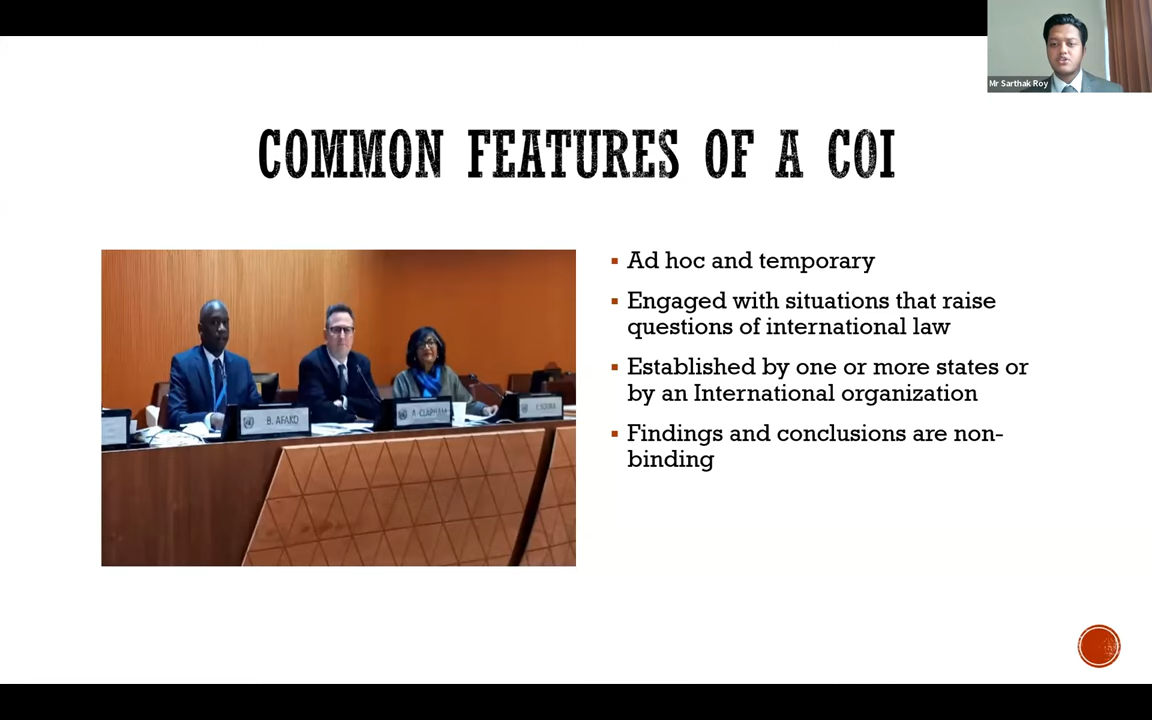 Mr Sarthak Roy
COMMON FEATURES OF A COI
B. AFAKO
A. CLAPHAM
▪ Ad hoc and temporary
▪ Engaged with situations that raise
questions of international law
▪ Established by one or more states or
by an International organization
▪ Findings and conclusions are non-
binding